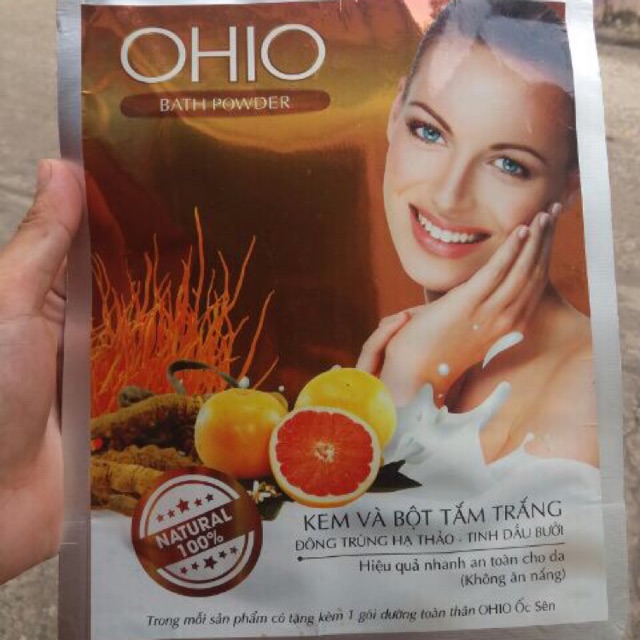 OHIO
BATH POWDER
NATURAL
100%
KEM VÀ BỘT TẮM TRẮNG
ĐÔNG TRÙNG HẠ THẢO - TINH DẦU BƯỞI
Hiệu quả nhanh an toàn cho da
(Không ăn nắng)
Trong mỗi sản phẩm có tặng kèm 1 gói dưỡng toàn thân OHIO Ốc Sên